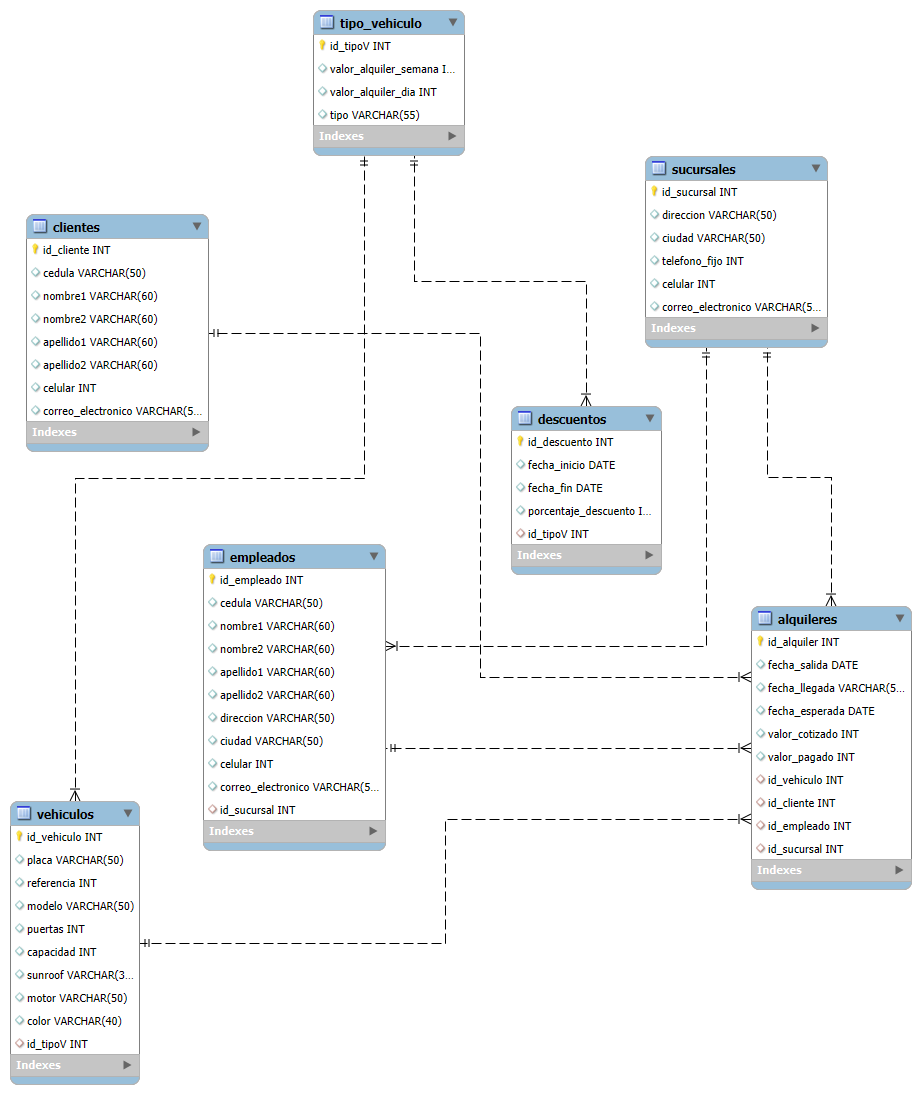 tipo_vehiculo
id_tipoV INT
valor_alquiler_semana I...
valor_alquiler_dia INT
tipo VARCHAR(55)
Indexes
sucursales
id_sucursal INT
direccion VARCHAR(50)
ciudad VARCHAR(50)
telefono_fijo INT
celular INT
correo_electronico VARCHAR(5...
Indexes
clientes
id_cliente INT
cedula VARCHAR(50)
nombre1 VARCHAR(60)
nombre2 VARCHAR(60)
apellido1 VARCHAR(60)
apellido2 VARCHAR(60)
celular INT
correo_electronico VARCHAR(5...
Indexes
descuentos
id_descuento INT
fecha_inicio DATE
fecha_fin DATE
porcentaje_descuento I...
id_tipoV INT
Indexes
empleados
id_empleado INT
cedula VARCHAR(50)
nombre1 VARCHAR(60)
nombre2 VARCHAR(60)
apellido1 VARCHAR(60)
apellido2 VARCHAR(60)
direccion VARCHAR(50)
ciudad VARCHAR(50)
celular INT
correo_electronico VARCHAR(5...
id_sucursal INT
Indexes
alquileres
id_alquiler INT
fecha_salida DATE
fecha_llegada VARCHAR(5...
fecha_esperada DATE
valor_cotizado INT
valor_pagado INT
id_vehiculo INT
id_cliente INT
id_empleado INT
id_sucursal INT
Indexes
vehiculos
id_vehiculo INT
placa VARCHAR(50)
referencia INT
modelo VARCHAR(50)
puertas INT
capacidad INT
sunroof VARCHAR(3...
motor VARCHAR(50)
color VARCHAR(40)
id_tipoV INT
Indexes